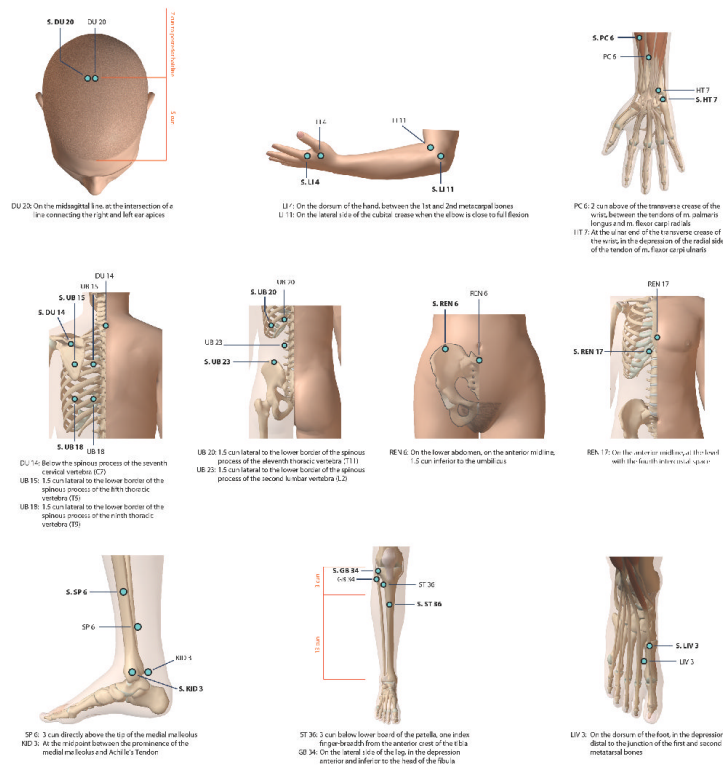 S. DU 20
DU 20
5 cun
DU 20: On the midsagittal line, at the intersection of a
line connecting the right and left ear apices
LI 4
LI 11
S. LI 4
S. LI 11
LI 4: On the dorsum of the hand, between the 1st and 2nd metacarpal bones
LI 11: On the lateral side of the cubital crease when the elbow is close to full flexion
S. PC 6
PC 6
HT 7
S. HT 7
PC 6: 2 cun above of the transverse crease of the
wrist, between the tendons of m. palmaris
longus and m. flexor carpi radials
HT 7: At the ulnar end of the transverse crease of
the wrist, in the depression of the radial side
of the tendon of m. flexor carpi ulnaris
DU 14
UB 15
S. UB 15
S. DU 14
S. UB 18
UB 18
DU 14: Below the spinous process of the seventh
cervical vertebra (C7)
UB 15: 1.5 cun lateral to the lower border of the
spinous process of the fifth thoracic
vertebra (T5)
UB 18: 1.5 cun lateral to the lower border of the
spinous process of the ninth thoracic
vertebra (T9)
UB 20
S. UB 20
UB 23
S. UB 23
UB 20: 1.5 cun lateral to the lower border of the spinous
process of the eleventh thoracic vertebra (T11)
UB 23: 1.5 cun lateral to the lower border of the spinous
process of the second lumbar vertebra (L2)
REN 6
S. REN 6
REN 6: On the lower abdomen, on the anterior midline,
1.5 cun inferior to the umbilicus
REN 17
S. REN 17
REN 17: On the anterior midline, at the level
with the fourth intercostal space
S. SP 6
SP 6
KID 3
S. KID 3
SP 6: 3 cun directly above the tip of the medial malleolus
KID 3: At the midpoint between the prominence of the
medial malleolus and Achille's Tendon
S. GB 34
GB 34
ST 36
S. ST 36
3 cun
13 cun
ST 36: 3 cun below lower board of the patella, one index
finger-breadth from the anterior crest of the tibia
GB 34: On the lateral side of the leg, in the depression
anterior and inferior to the head of the fibula
S. LIV 3
LIV 3
LIV 3: On the dorsum of the foot, in the depression
distal to the junction of the first and second
metatarsal bones